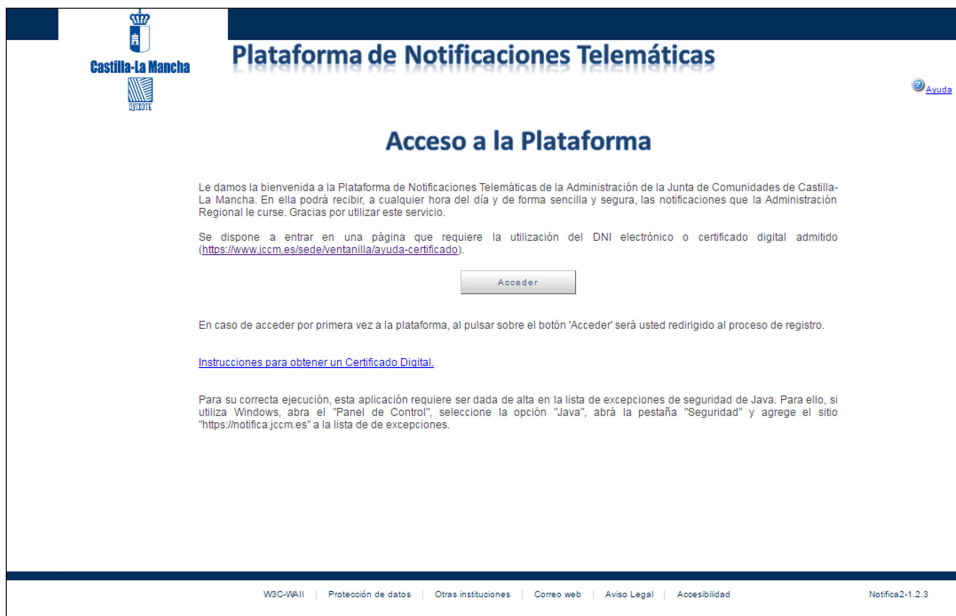 Castilla-La Mancha
Plataforma de Notificaciones Telemáticas
Ayuda
Acceso a la Plataforma
Le damos la bienvenida a la Plataforma de Notificaciones Telemáticas de la Administración de la Junta de Comunidades de Castilla-
La Mancha. En ella podrá recibir, a cualquier hora del día y de forma sencilla y segura, las notificaciones que la Administración
Regional le curse. Gracias por utilizar este servicio.
Se dispone a entrar en una página que requiere la utilización del DNI electrónico o certificado digital admitido
(https://www.jccm.es/sede/ventanilla/ayuda-certificado).
Acceder
En caso de acceder por primera vez a la plataforma, al pulsar sobre el botón 'Acceder' será usted redirigido al proceso de registro.
Instrucciones para obtener un Certificado Digital.
Para su correcta ejecución, esta aplicación requiere ser dada de alta en la lista de excepciones de seguridad de Java. Para ello, si
utiliza Windows, abra el "Panel de Control", seleccione la opción "Java", abrá la pestaña "Seguridad" y agrege el sitio
"https://notifica.jccm.es" a la lista de de excepciones.
W3C-WAII | Protección de datos | Otras instituciones | Correo web | Aviso Legal | Accesibilidad
Notifica2-1.2.3